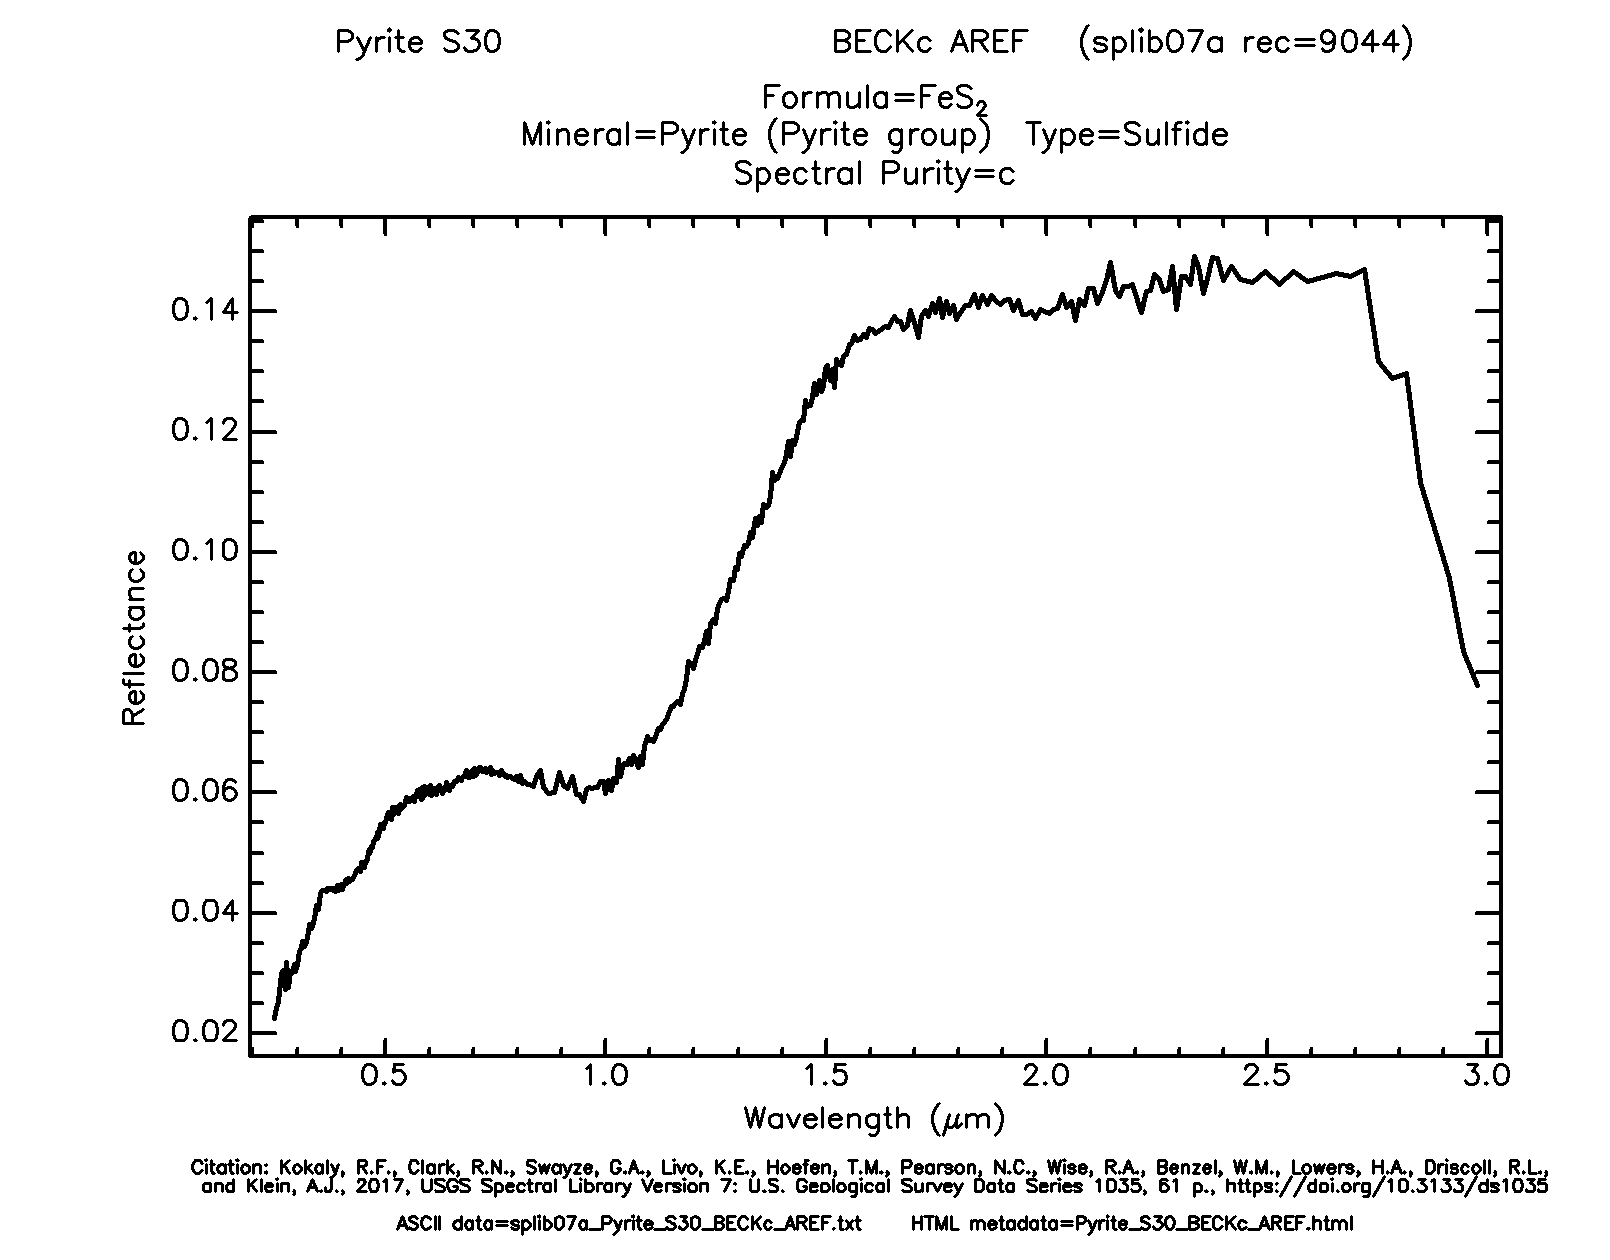 Pyrite S30 BECKc AREF (splib07a rec=9044)
Formula=FeS₂
Mineral=Pyrite (Pyrite group) Type=Sulfide
Spectral Purity=c
0.14
0.12
0.10
0.08
0.06
0.04
0.02
Reflectance
0.5 1.0 1.5 2.0 2.5 3.0
Wavelength (μm)
Citation: Kokaly, R.F., Clark, R.N., Swayze, G.A., Livo, K.E., Hoefen, T.M., Pearson, N.C., Wise, R.A., Benzel, W.M., Lowers, H.A., Driscoll, R.L.,
and Klein, A.J., 2017, USGS Spectral Library Version 7: U.S. Geological Survey Data Series 1035, 61 p., https://doi.org/10.3133/ds1035
ASCII data=splib07a_Pyrite_S30_BECKc_AREF.txt HTML metadata=Pyrite_S30_BECKc_AREF.html